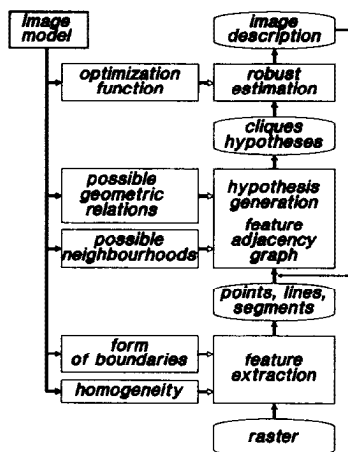 image
model
image
description
optimization
function
robust
estimation
cliques
hypotheses
possible
geometric
relations
hypothesis
generation
possible
neighbourhoods
feature
adjacency
graph
points, lines,
segments
form
of boundaries
feature
extraction
homogeneity
raster